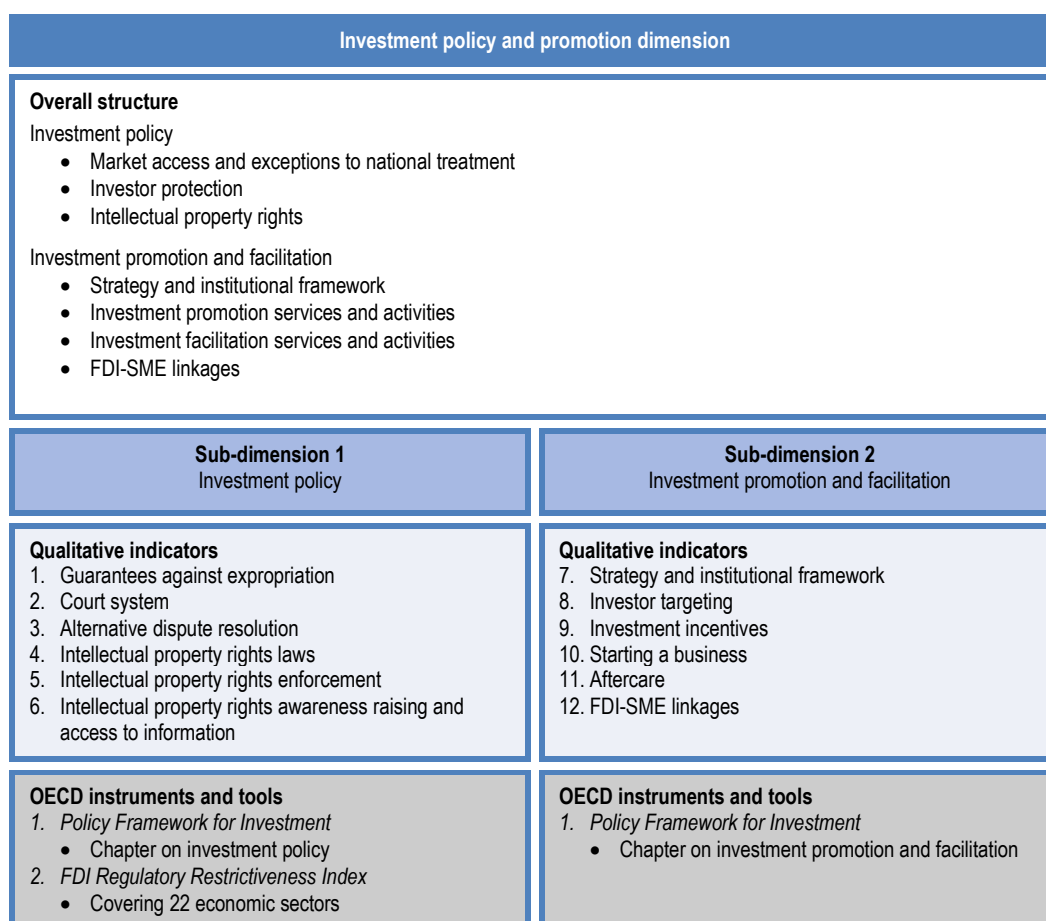 Investment policy and promotion dimension
Overall structure
Investment policy
• Market access and exceptions to national treatment
• Investor protection
• Intellectual property rights
Investment promotion and facilitation
• Strategy and institutional framework
• Investment promotion services and activities
• Investment facilitation services and activities
• FDI-SME linkages
Sub-dimension 1
Investment policy
Sub-dimension 2
Investment promotion and facilitation
Qualitative indicators
1. Guarantees against expropriation
2. Court system
3. Alternative dispute resolution
4. Intellectual property rights laws
5. Intellectual property rights enforcement
6. Intellectual property rights awareness raising and
access to information
Qualitative indicators
7. Strategy and institutional framework
8. Investor targeting
9. Investment incentives
10. Starting a business
11. Aftercare
12. FDI-SME linkages
OECD instruments and tools
1. Policy Framework for Investment
• Chapter on investment policy
2. FDI Regulatory Restrictiveness Index
• Covering 22 economic sectors
OECD instruments and tools
1. Policy Framework for Investment
• Chapter on investment promotion and facilitation